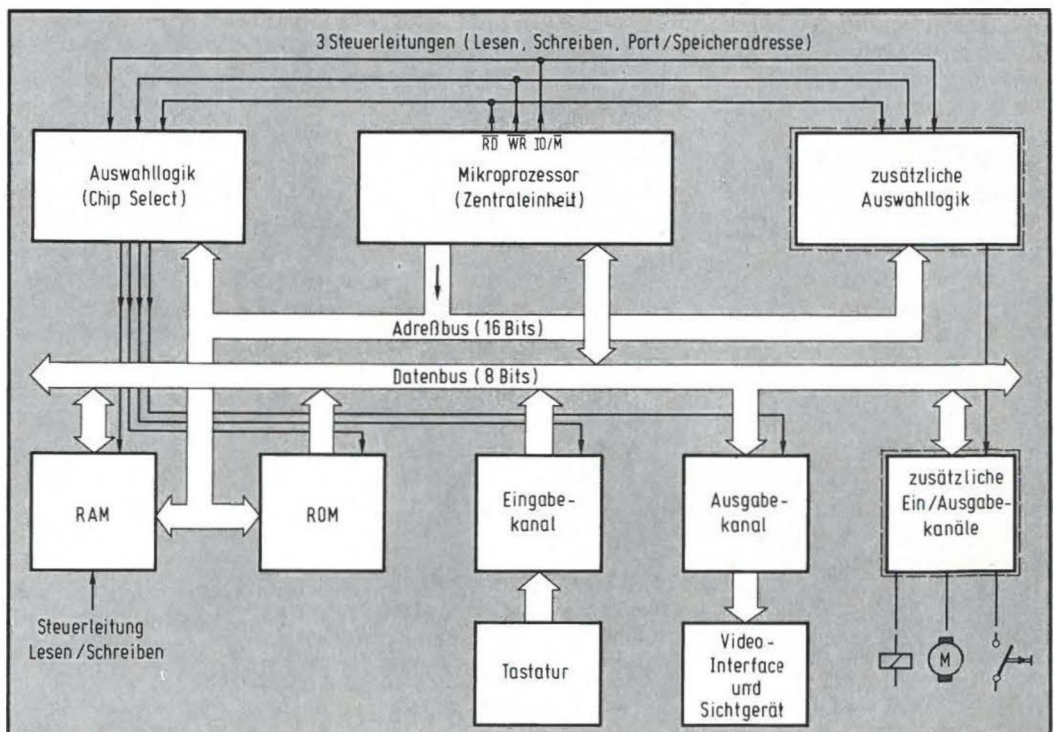 3 Steuerleitungen (Lesen, Schreiben, Port/Speicheradresse)
R̅D̅ W̅R̅ IO/M̅
Auswahllogik
(Chip Select)
Mikroprozessor
(Zentraleinheit)
zusätzliche
Auswahllogik
Adreßbus (16 Bits)
Datenbus (8 Bits)
RAM
ROM
Eingabe-
kanal
Ausgabe-
kanal
zusätzliche
Ein/Ausgabe-
kanäle
Steuerleitung
Lesen/Schreiben
Tastatur
Video-
Interface
und
Sichtgerät
M